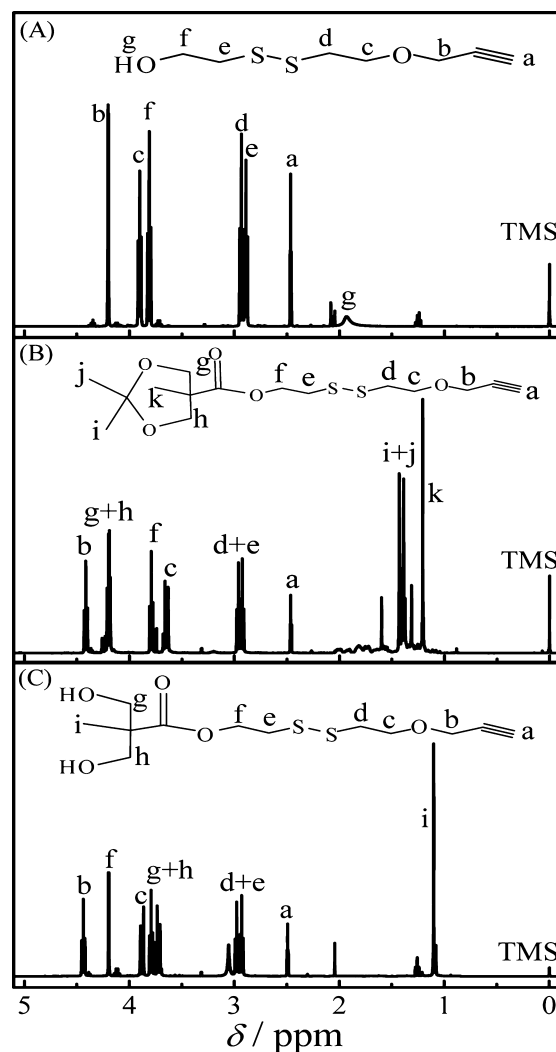 (A)
g f e d c b a
HO S S O
b c f d e a g TMS
(B)
j i k g h O O O O f e S S d c O b a
b g+h f c d+e a i+j k TMS
(C)
HO HO g i h O O f e S S d c O b a
b f c g+h d+e a i TMS
5 4 3 2 1 0
δ / ppm